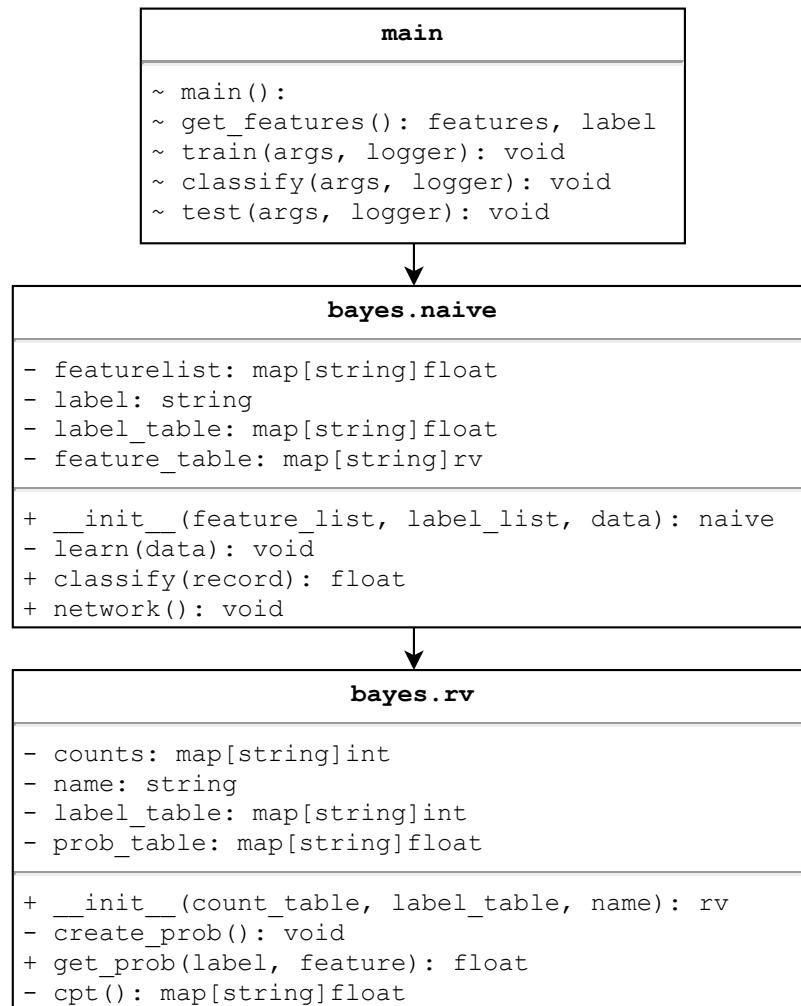 main
~ main():
~ get_features(): features, label
~ train(args, logger): void
~ classify(args, logger): void
~ test(args, logger): void
bayes.naive
- featurelist: map[string]float
- label: string
- label_table: map[string]float
- feature_table: map[string]rv
+ __init__(feature_list, label_list, data): naive
- learn(data): void
+ classify(record): float
+ network(): void
bayes.rv
- counts: map[string]int
- name: string
- label_table: map[string]int
- prob_table: map[string]float
+ __init__(count_table, label_table, name): rv
- create_prob(): void
+ get_prob(label, feature): float
- cpt(): map[string]float